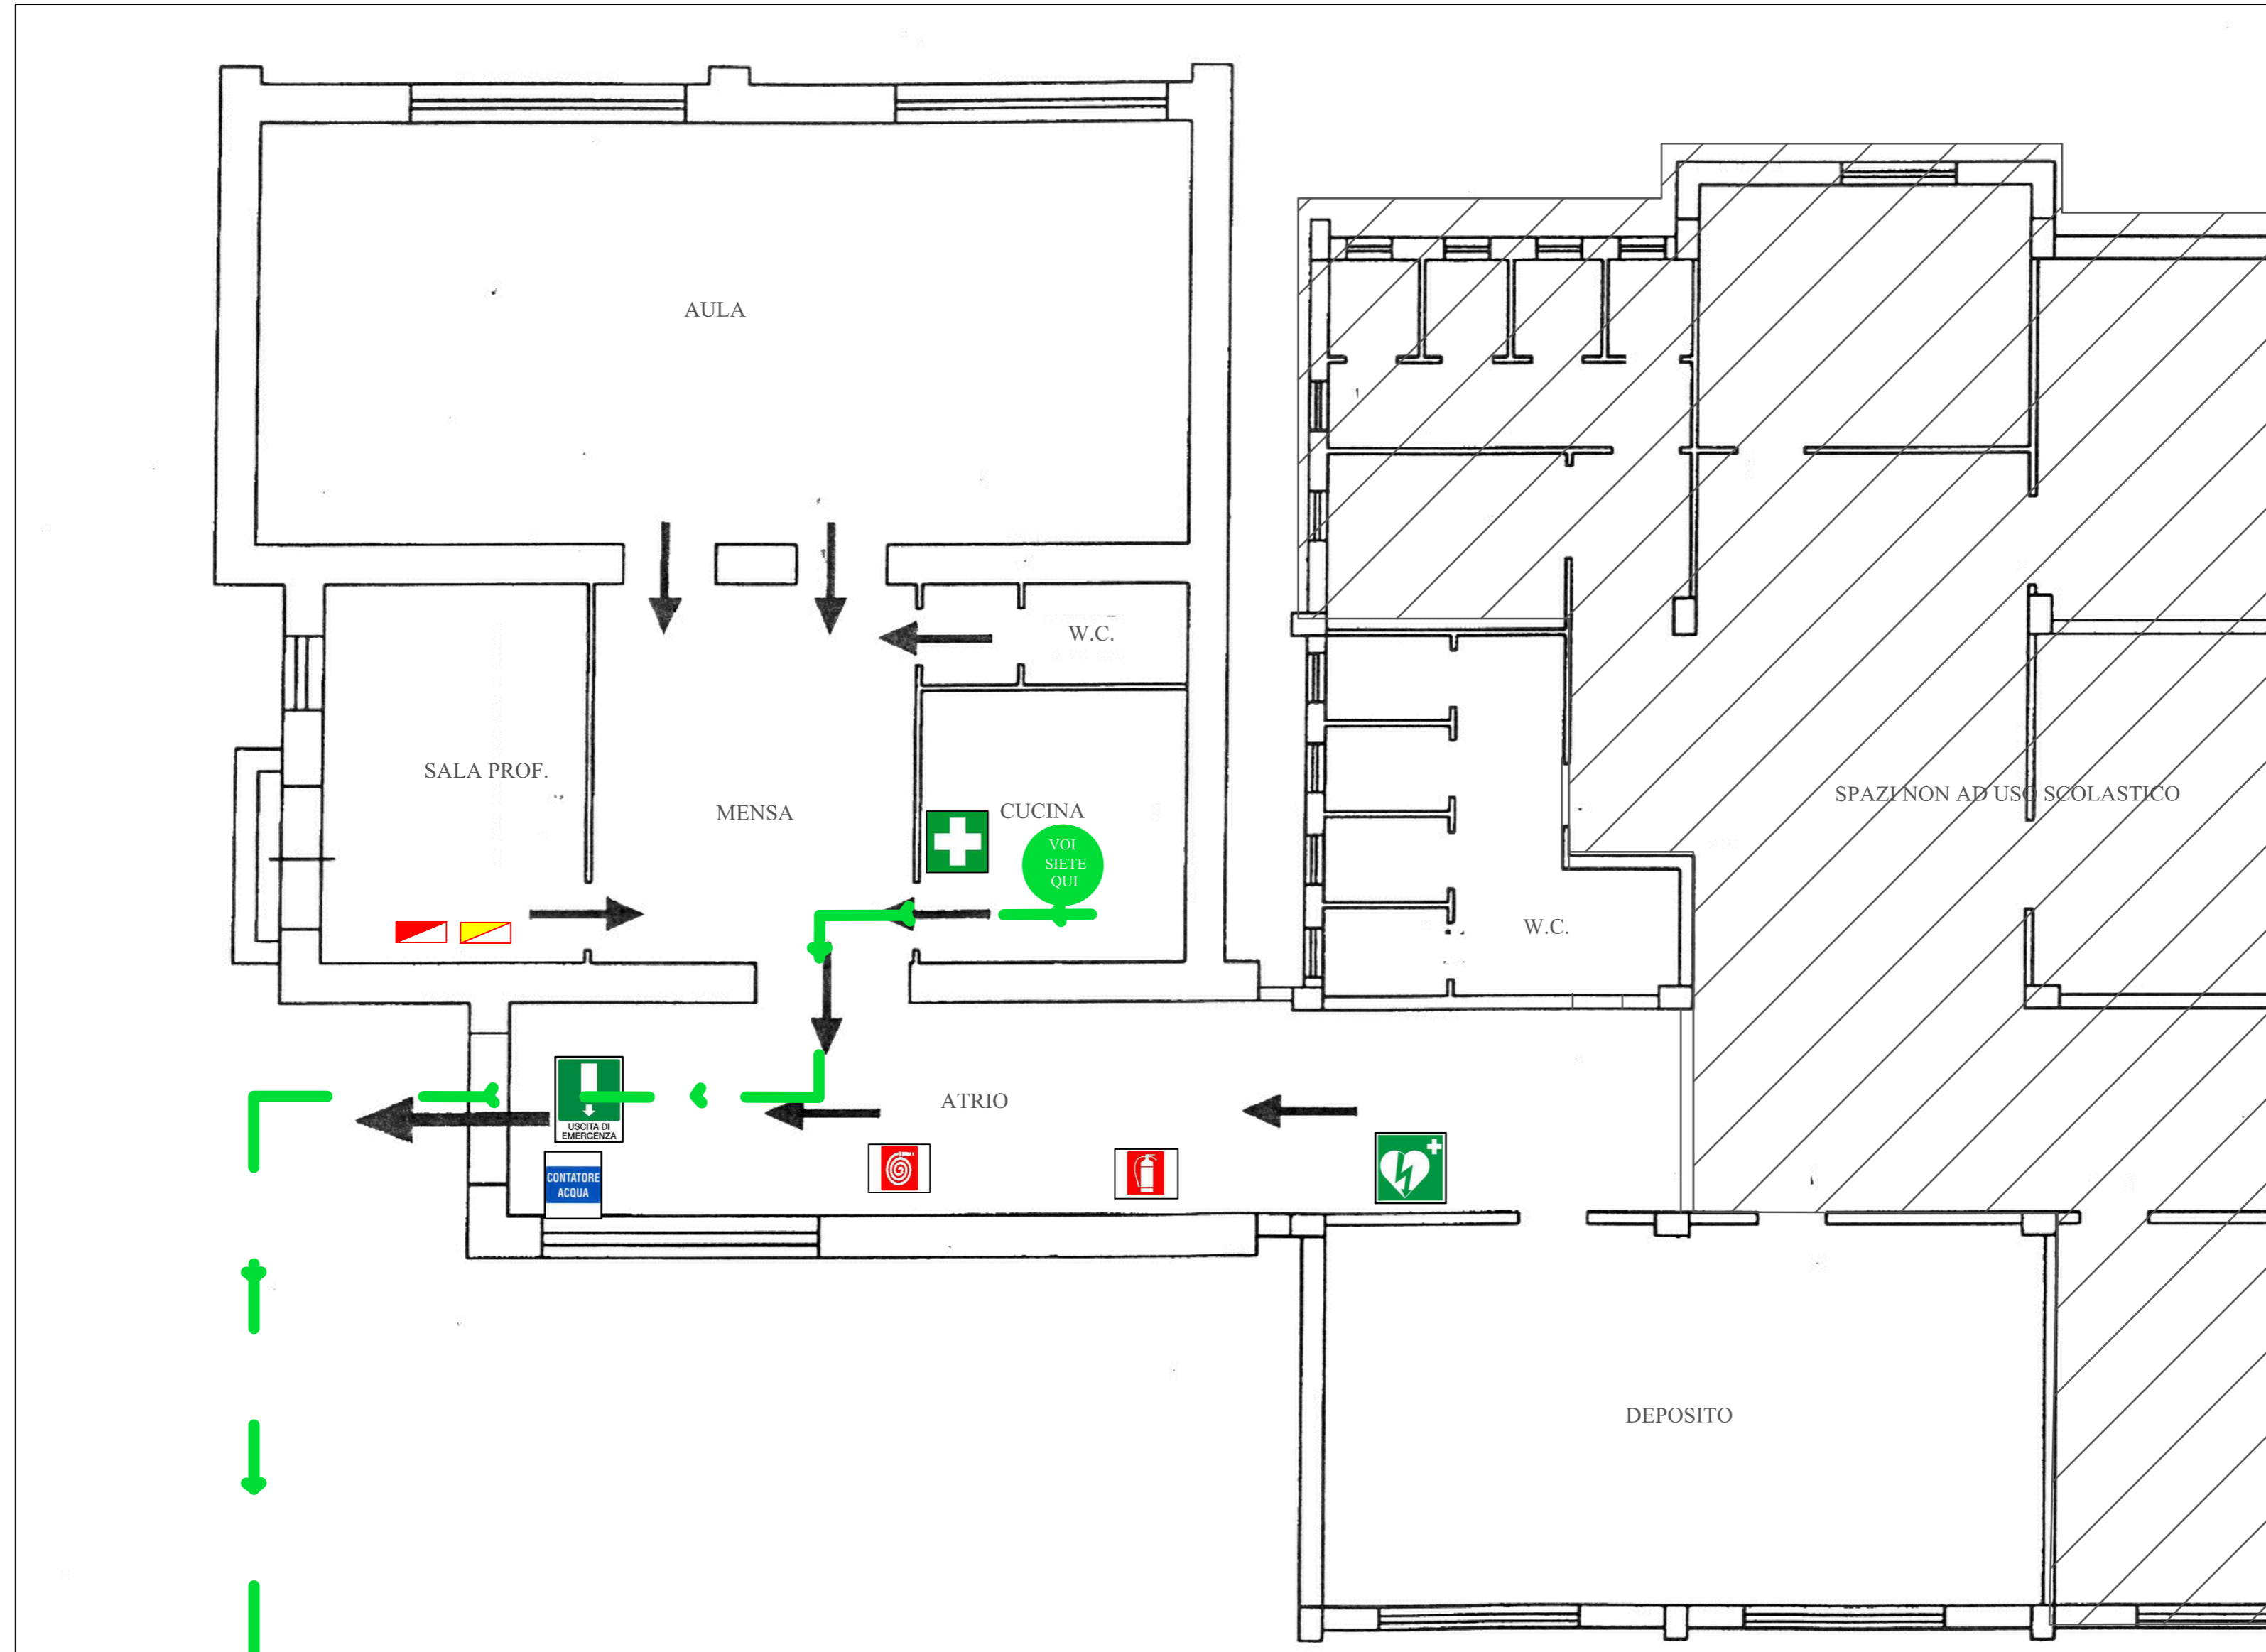 AULA
W.C.
SALA PROF.
MENSA
CUCINA
VOI
SIETE
QUI
SPAZI NON AD USO SCOLASTICO
W.C.
ATRIO
USCITA DI
EMERGENZA
CONTATORE
ACQUA
DEPOSITO